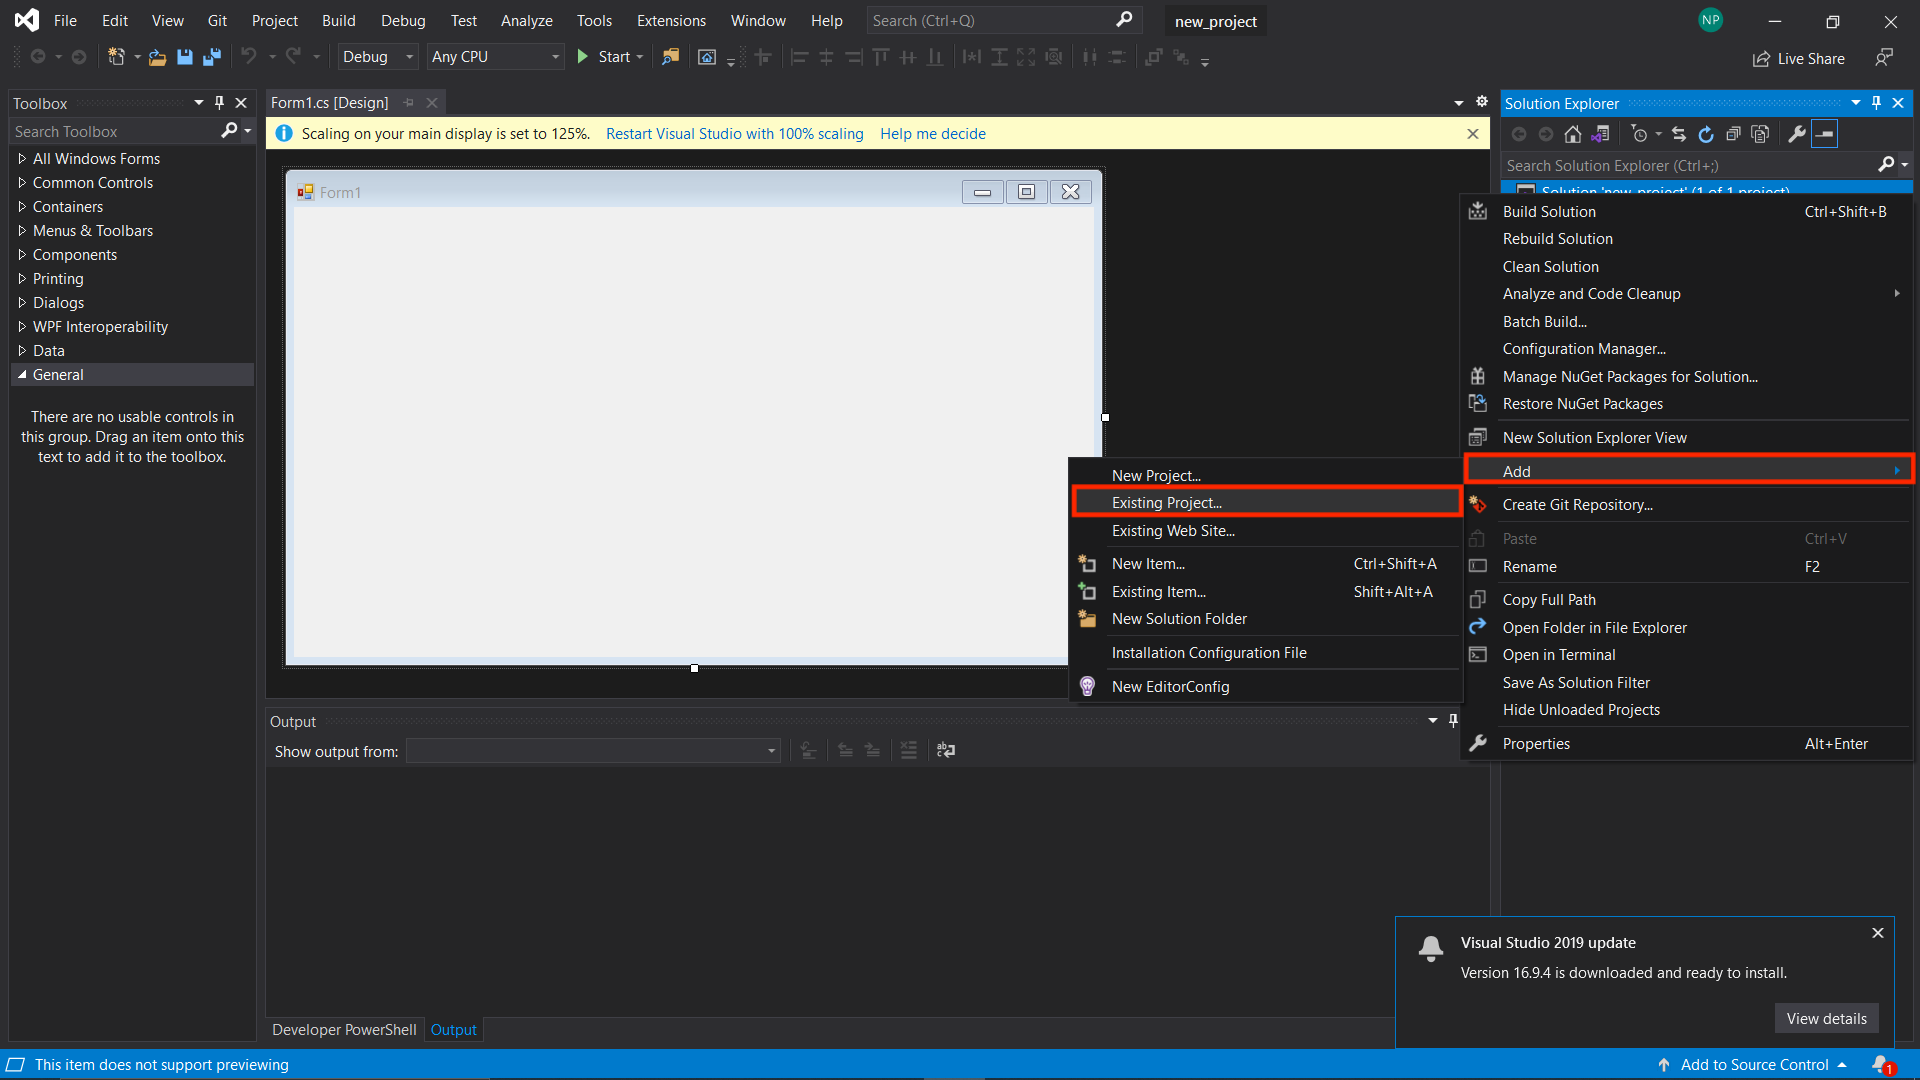 File Edit View Git Project Build Debug Test Analyze Tools Extensions Window Help Search (Ctrl+Q) new_project NP
Debug Any CPU Start Live Share
Toolbox
Search Toolbox
All Windows Forms
Common Controls
Containers
Menus & Toolbars
Components
Printing
Dialogs
WPF Interoperability
Data
General
There are no usable controls in
this group. Drag an item onto this
text to add it to the toolbox.
Form1.cs [Design]
Scaling on your main display is set to 125%. Restart Visual Studio with 100% scaling Help me decide
Form1
Solution Explorer
Search Solution Explorer (Ctrl+;)
Solution 'new_project' (1 of 1 project)
Build Solution Ctrl+Shift+B
Rebuild Solution
Clean Solution
Analyze and Code Cleanup
Batch Build...
Configuration Manager...
Manage NuGet Packages for Solution...
Restore NuGet Packages
New Solution Explorer View
Add
Create Git Repository...
Paste Ctrl+V
Rename F2
Copy Full Path
Open Folder in File Explorer
Open in Terminal
Save As Solution Filter
Hide Unloaded Projects
Properties Alt+Enter
New Project...
Existing Project...
Existing Web Site...
New Item... Ctrl+Shift+A
Existing Item... Shift+Alt+A
New Solution Folder
Installation Configuration File
New EditorConfig
Output
Show output from:
Developer PowerShell Output
Visual Studio 2019 update
Version 16.9.4 is downloaded and ready to install.
View details
This item does not support previewing
Add to Source Control 1